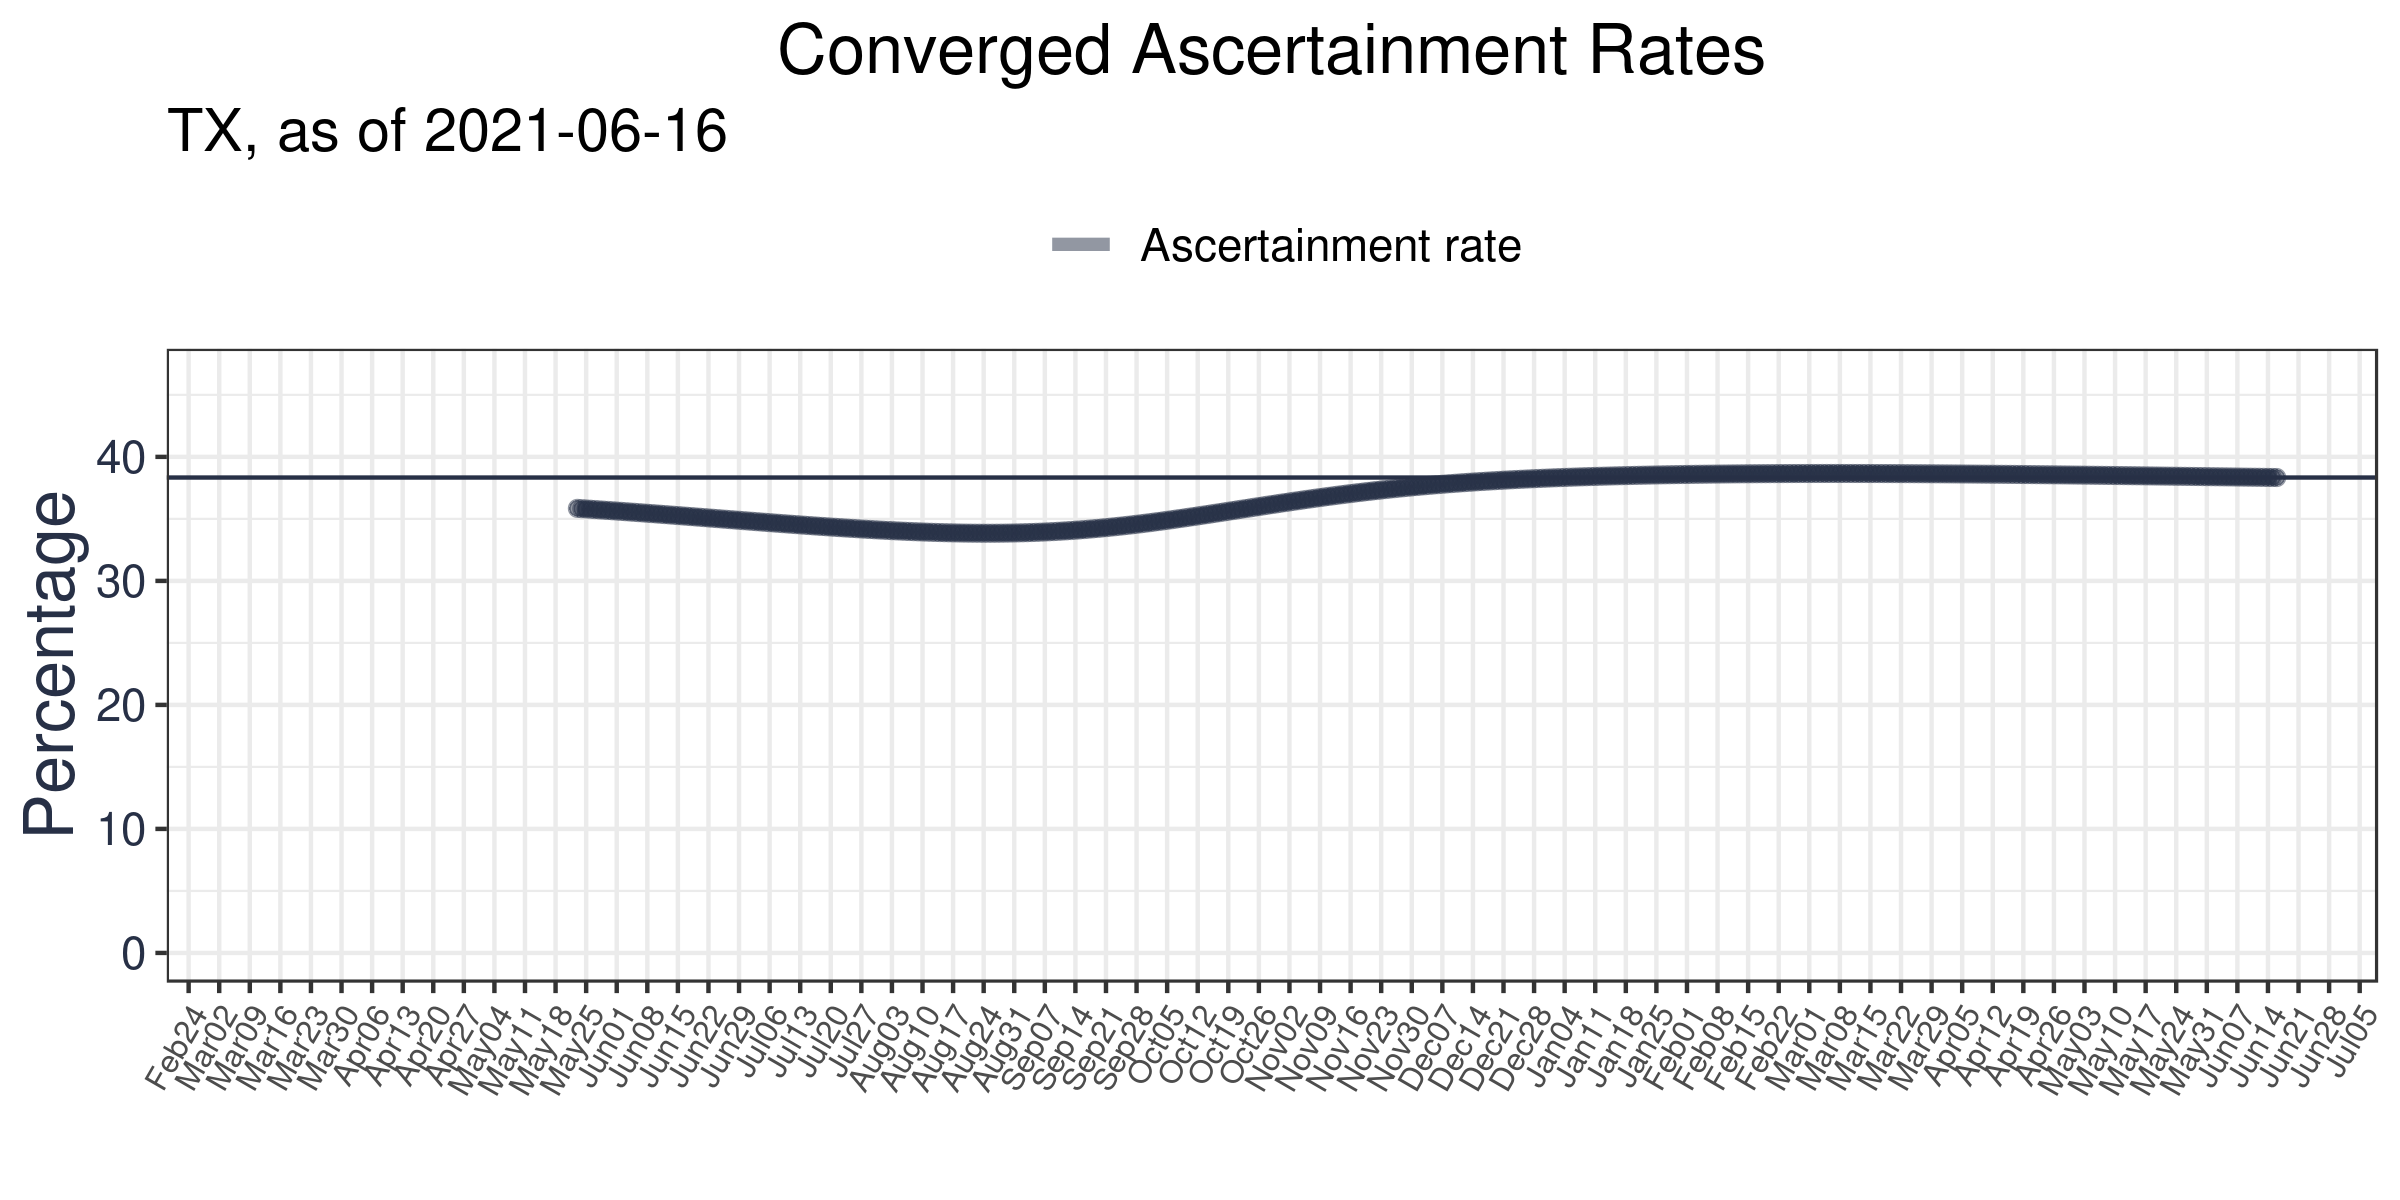 Converged Ascertainment Rates
TX, as of 2021-06-16
Ascertainment rate
Percentage
40
30
20
10
0
Feb24 Mar02 Mar09 Mar16 Mar23 Mar30 Apr06 Apr13 Apr20 Apr27 May04 May11 May18 May25 Jun01 Jun08 Jun15 Jun22 Jun29 Jul06 Jul13 Jul20 Jul27 Aug03 Aug10 Aug17 Aug24 Aug31 Sep07 Sep14 Sep21 Sep28 Oct05 Oct12 Oct19 Oct26 Nov02 Nov09 Nov16 Nov23 Nov30 Dec07 Dec14 Dec21 Dec28 Jan04 Jan11 Jan18 Jan25 Feb01 Feb08 Feb15 Feb22 Mar01 Mar08 Mar15 Mar22 Mar29 Apr05 Apr12 Apr19 Apr26 May03 May10 May17 May24 May31 Jun07 Jun14 Jun21 Jun28 Jul05